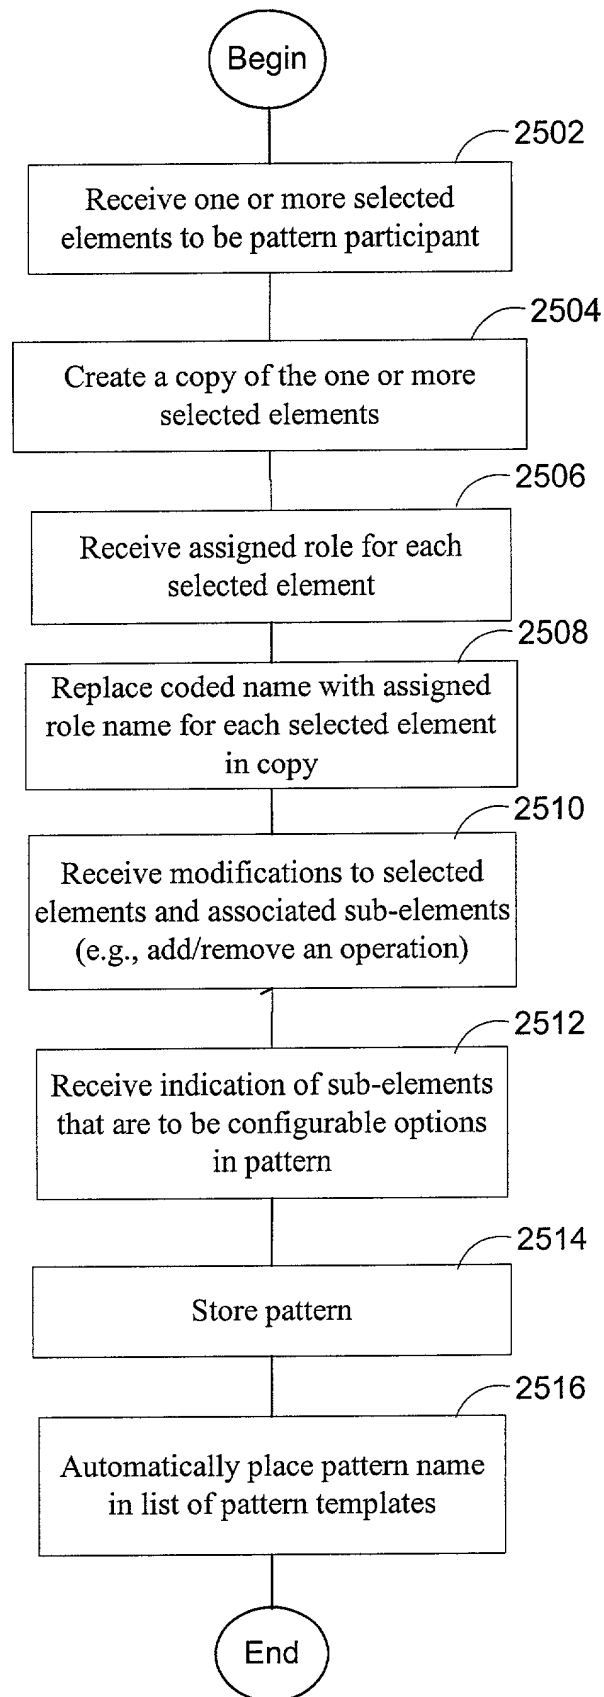 Begin
2502
Receive one or more selected
elements to be pattern participant
2504
Create a copy of the one or more
selected elements
2506
Receive assigned role for each
selected element
2508
Replace coded name with assigned
role name for each selected element
in copy
2510
Receive modifications to selected
elements and associated sub-elements
(e.g., add/remove an operation)
2512
Receive indication of sub-elements
that are to be configurable options
in pattern
2514
Store pattern
2516
Automatically place pattern name
in list of pattern templates
End